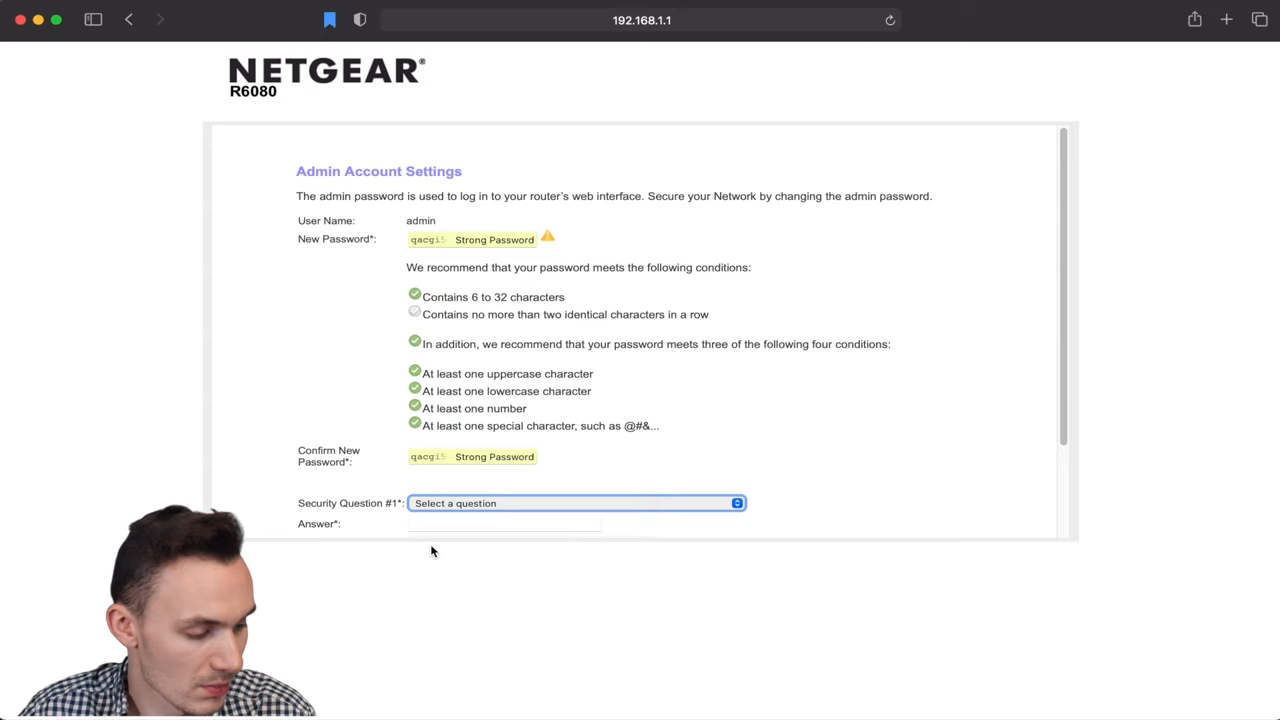 192.168.1.1
NETGEAR®
R6080
Admin Account Settings
The admin password is used to log in to your router's web interface. Secure your Network by changing the admin password.
User Name: admin
New Password*: qacgi5 Strong Password
We recommend that your password meets the following conditions:
Contains 6 to 32 characters
Contains no more than two identical characters in a row
In addition, we recommend that your password meets three of the following four conditions:
At least one uppercase character
At least one lowercase character
At least one number
At least one special character, such as @#&...
Confirm New
Password*: qacgi5 Strong Password
Security Question #1*: Select a question
Answer*: